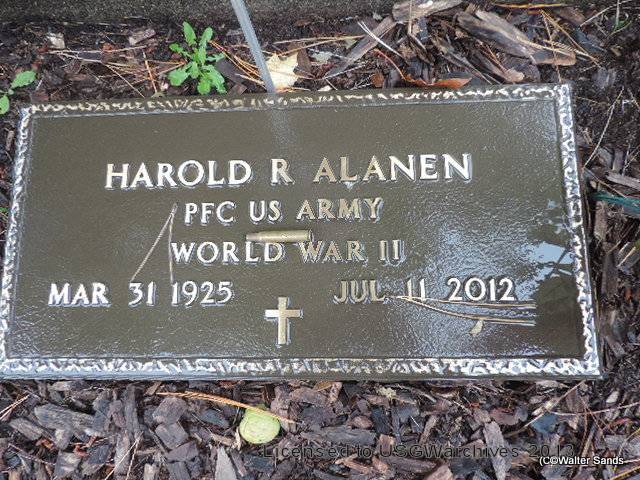 HAROLD R ALANEN
PFC US ARMY
WORLD WAR II
MAR 31 1925 JUL 11 2012
Licensed to USGWarchives 2013
(C©Walter Sands